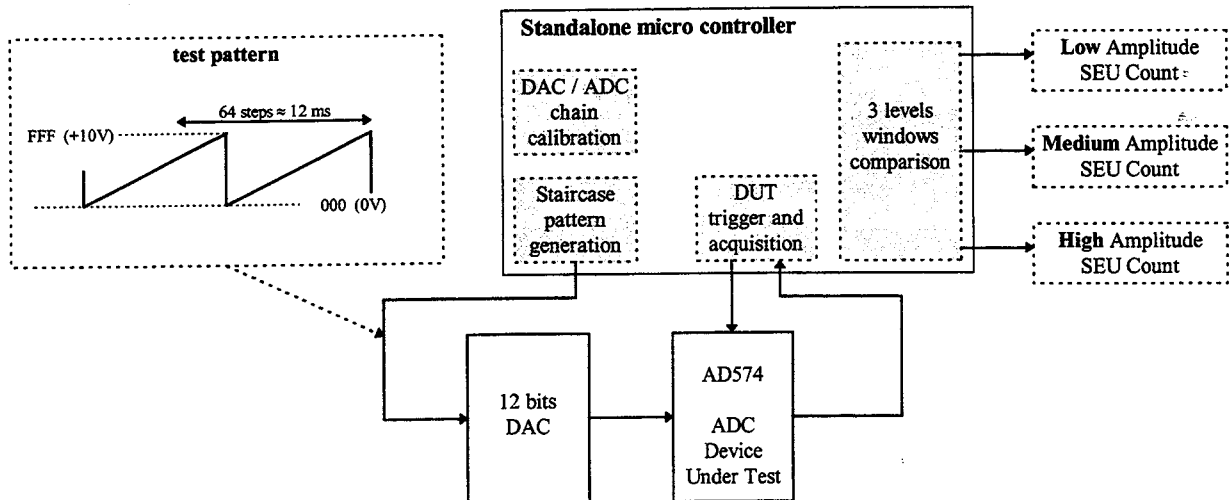 test pattern
64 steps ≈ 12 ms
FFF (+10V)
000 (0V)
Standalone micro controller
DAC / ADC
chain
calibration
Staircase
pattern
generation
DUT
trigger and
acquisition
3 levels
windows
comparison
Low Amplitude
SEU Count
Medium Amplitude
SEU Count
High Amplitude
SEU Count
12 bits
DAC
AD574
ADC
Device
Under Test